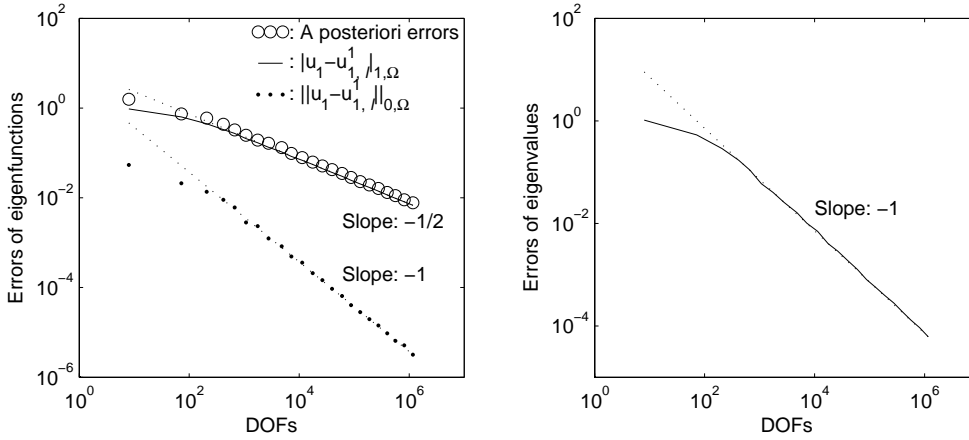 10^2
OOO: A posteriori errors
— : |u_1−u^1_{1, l}|_{1,Ω}
• • • : ||u_1−u^1_{1, l}||_{0,Ω}
10^0
10^−2
Slope: −1/2
10^−4
Slope: −1
10^−6
10^0 10^2 10^4 10^6
DOFs
Errors of eigenfunctions
10^2
10^0
10^−2
Slope: −1
10^−4
10^0 10^2 10^4 10^6
DOFs
Errors of eigenvalues